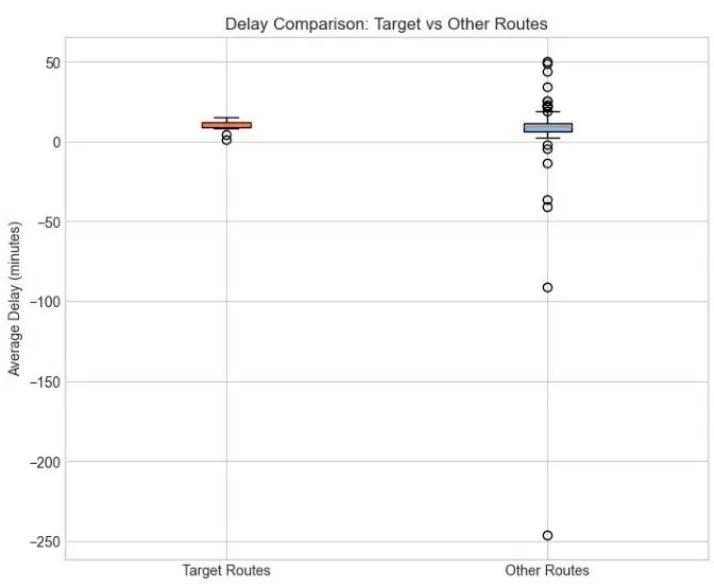 Delay Comparison: Target vs Other Routes
Average Delay (minutes)
50
0
−50
−100
−150
−200
−250
Target Routes
Other Routes